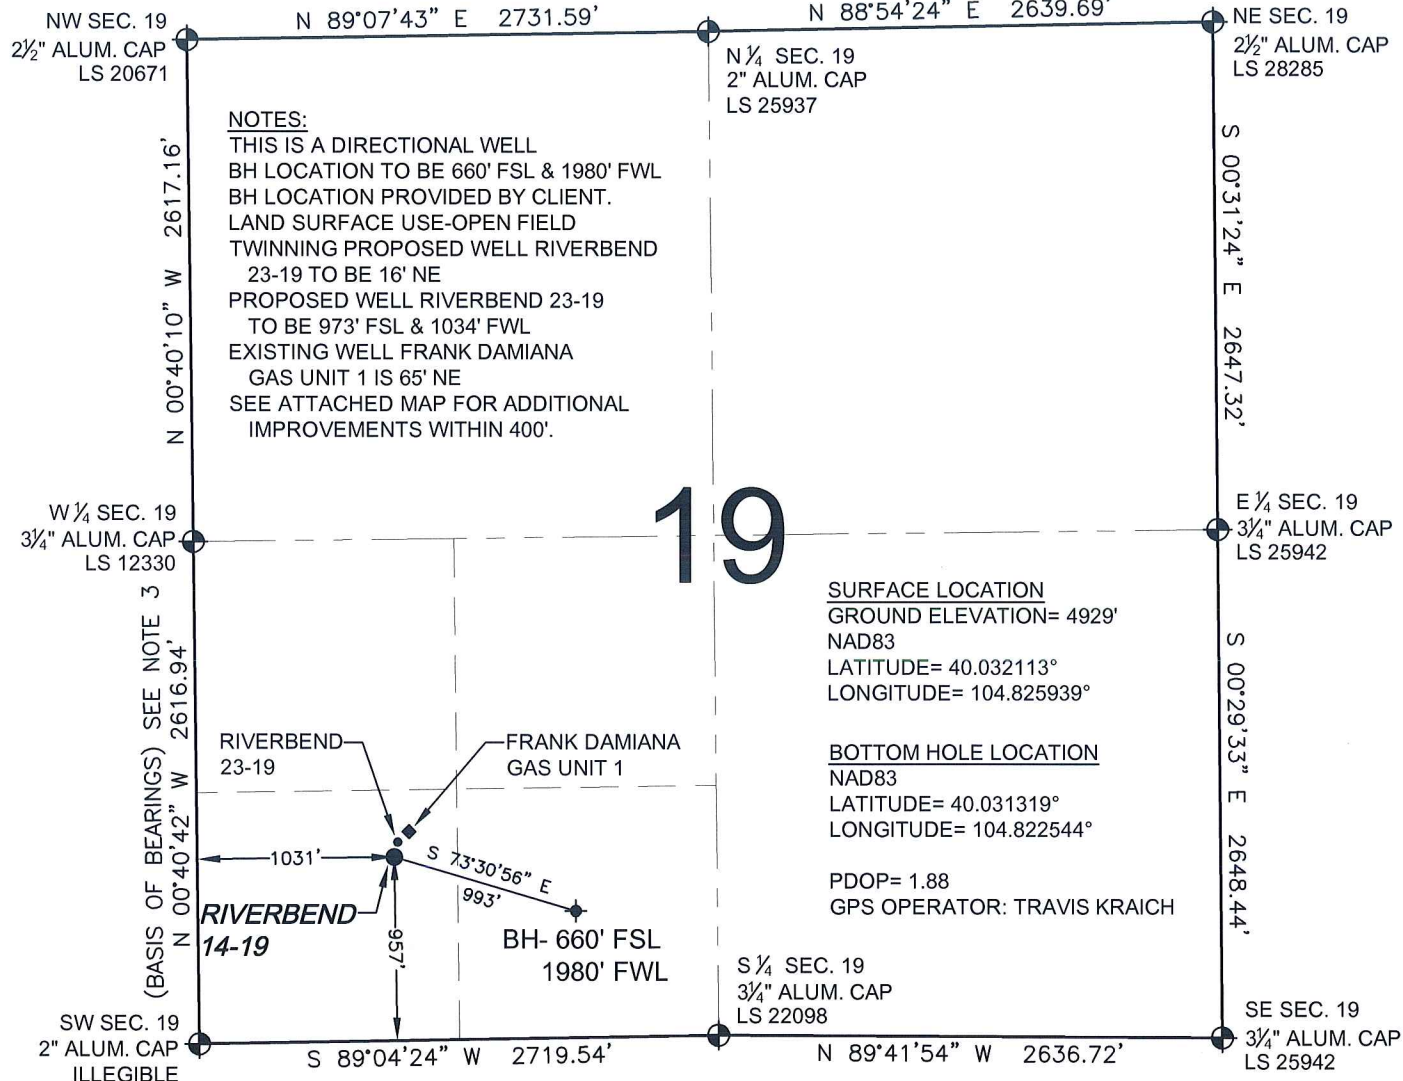 N 89°07'43" E 2731.59'
N 88°54'24" E 2639.69'
NW SEC. 19
2½" ALUM. CAP
LS 20671
N ¼ SEC. 19
2" ALUM. CAP
LS 25937
NE SEC. 19
2½" ALUM. CAP
LS 28285
NOTES:
THIS IS A DIRECTIONAL WELL
BH LOCATION TO BE 660' FSL & 1980' FWL
BH LOCATION PROVIDED BY CLIENT.
LAND SURFACE USE-OPEN FIELD
TWINNING PROPOSED WELL RIVERBEND
23-19 TO BE 16' NE
PROPOSED WELL RIVERBEND 23-19
TO BE 973' FSL & 1034' FWL
EXISTING WELL FRANK DAMIANA
GAS UNIT 1 IS 65' NE
SEE ATTACHED MAP FOR ADDITIONAL
IMPROVEMENTS WITHIN 400'.
N 00°40'10" W 2617.16'
S 00°31'24" E 2647.32'
W ¼ SEC. 19
3¼" ALUM. CAP
LS 12330
19
E ¼ SEC. 19
3¼" ALUM. CAP
LS 25942
(BASIS OF BEARINGS) SEE NOTE 3
N 00°40'42" W 2616.94'
SURFACE LOCATION
GROUND ELEVATION= 4929'
NAD83
LATITUDE= 40.032113°
LONGITUDE= 104.825939°
BOTTOM HOLE LOCATION
NAD83
LATITUDE= 40.031319°
LONGITUDE= 104.822544°
PDOP= 1.88
GPS OPERATOR: TRAVIS KRAICH
S 00°29'33" E 2648.44'
RIVERBEND
23-19
FRANK DAMIANA
GAS UNIT 1
1031'
S 73°30'56" E
993'
RIVERBEND
14-19
957'
BH- 660' FSL
1980' FWL
SW SEC. 19
2" ALUM. CAP
ILLEGIBLE
S 89°04'24" W 2719.54'
S ¼ SEC. 19
3¼" ALUM. CAP
LS 22098
N 89°41'54" W 2636.72'
SE SEC. 19
3¼" ALUM. CAP
LS 25942